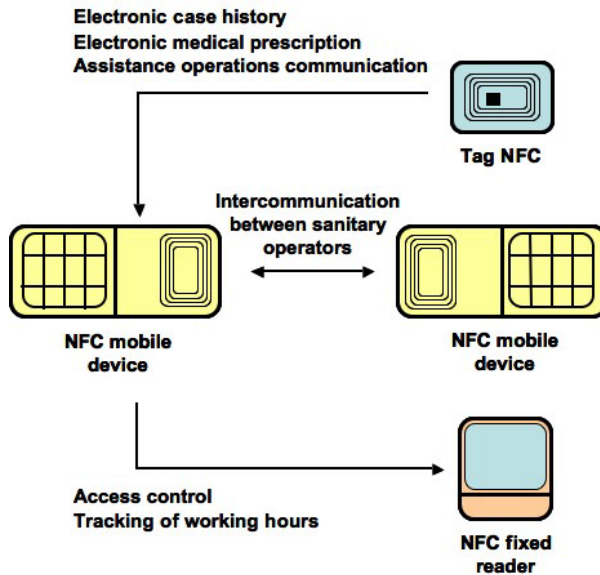 Electronic case history
Electronic medical prescription
Assistance operations communication
Tag NFC
Intercommunication
between sanitary
operators
NFC mobile
device
NFC mobile
device
Access control
Tracking of working hours
NFC fixed
reader